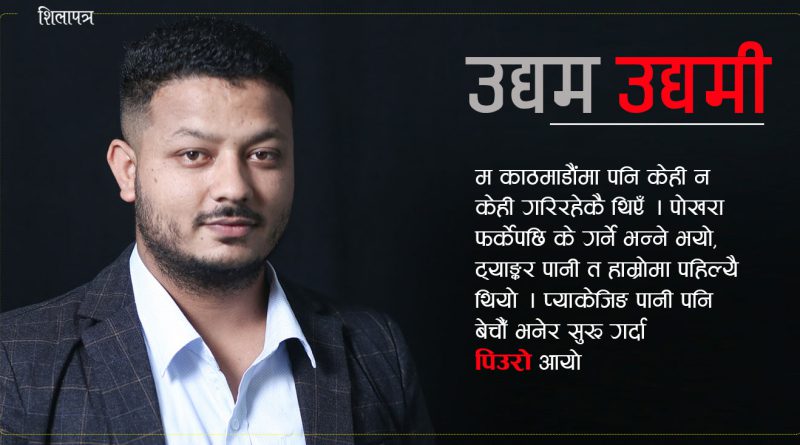 शिलापत्र
उद्यम उद्यमी
म काठमाडौंमा पनि केही न
केही गरिरहेकै थिएँ । पोखरा
फर्केपछि के गर्ने भन्ने भयो,
ट्याङ्कर पानी त हाम्रोमा पहिल्यै
थियो । प्याकेजिङ पानी पनि
बेचौं भनेर सुरु गर्दा
पिउरो आयो